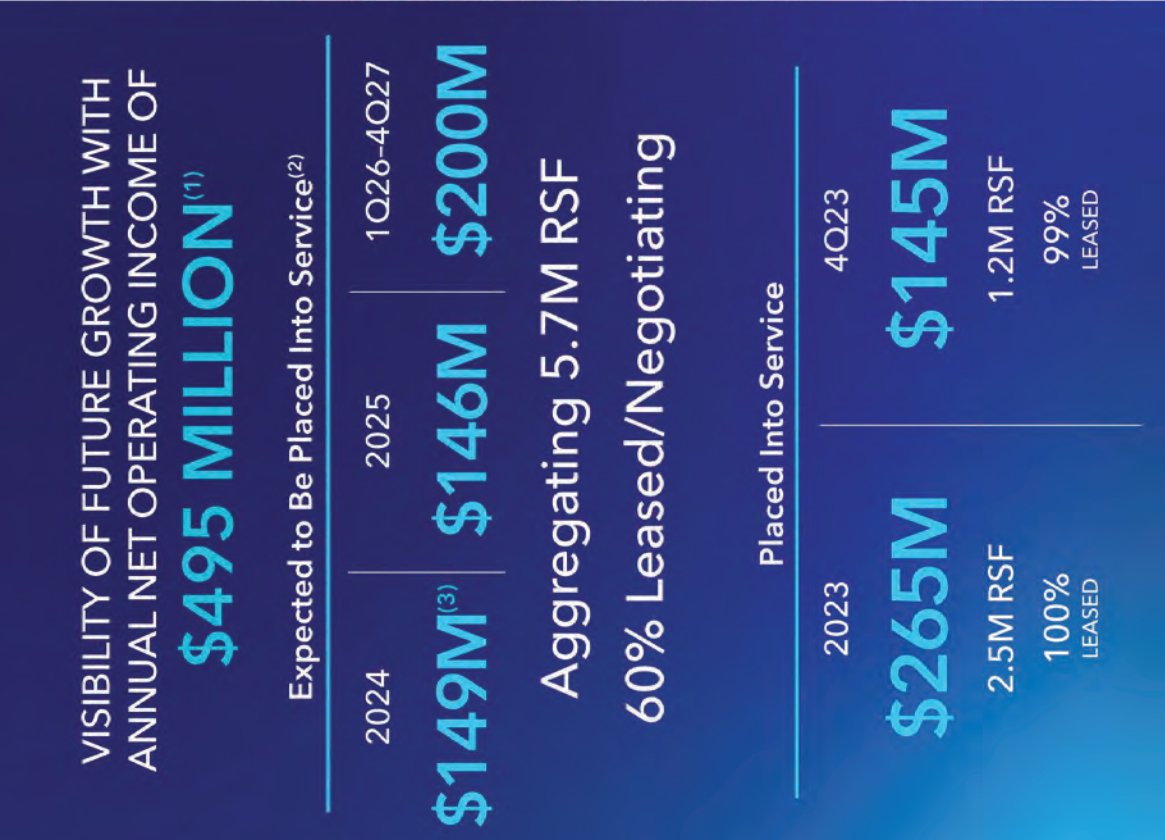 VISIBILITY OF FUTURE GROWTH WITH
ANNUAL NET OPERATING INCOME OF
$495 MILLION(1)
Expected to Be Placed Into Service(2)
2024
$149M(3)
2025
$146M
1Q26–4Q27
$200M
Aggregating 5.7M RSF
60% Leased/Negotiating
Placed Into Service
2023
$265M
2.5M RSF
100%
LEASED
4Q23
$145M
1.2M RSF
99%
LEASED